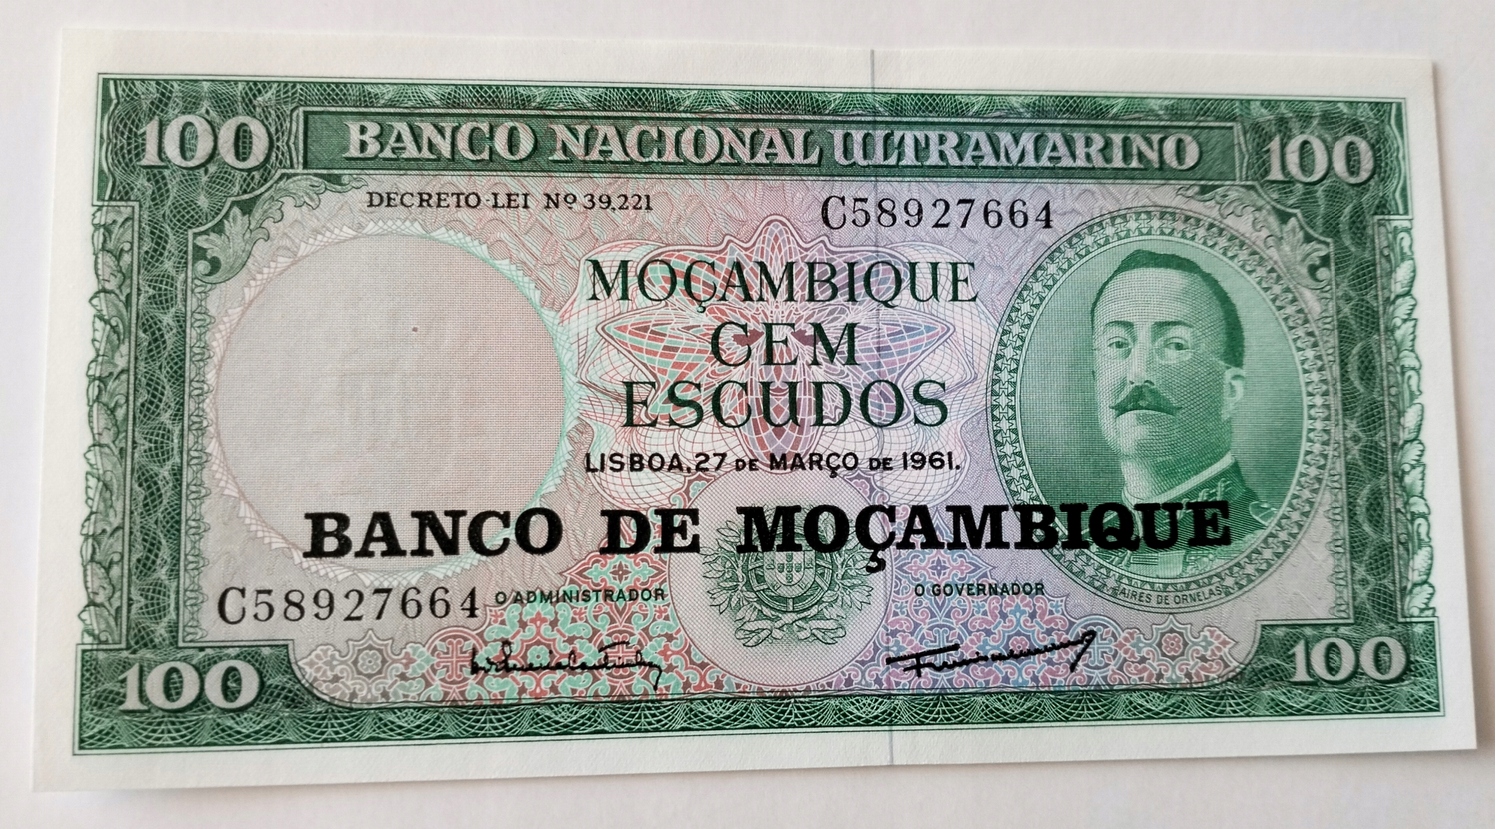 100 BANCO NACIONAL ULTRAMARINO 100
DECRETO-LEI Nº 39,221
C58927664
MOÇAMBIQUE
CEM
ESCUDOS
LISBOA, 27 DE MARÇO DE 1961.
BANCO DE MOÇAMBIQUE
C58927664
O ADMINISTRADOR
O GOVERNADOR
AIRES DE ORNELAS
100
100